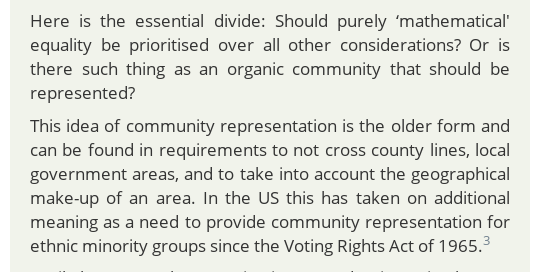 Here is the essential divide: Should purely ‘mathematical'
equality be prioritised over all other considerations? Or is
there such thing as an organic community that should be
represented?
This idea of community representation is the older form and
can be found in requirements to not cross county lines, local
government areas, and to take into account the geographical
make-up of an area. In the US this has taken on additional
meaning as a need to provide community representation for
ethnic minority groups since the Voting Rights Act of 1965.3